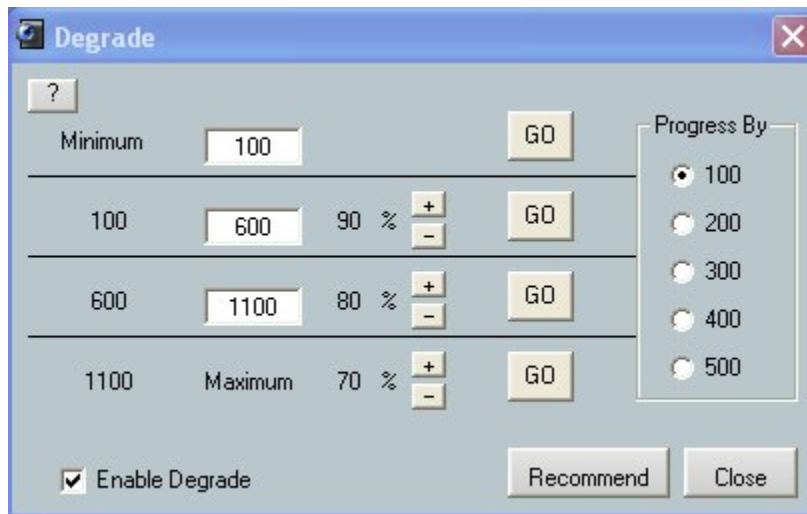 Degrade
?
Minimum 100 GO
100 600 90 % + - GO
600 1100 80 % + - GO
1100 Maximum 70 % + - GO
Progress By
100
200
300
400
500
Enable Degrade Recommend Close